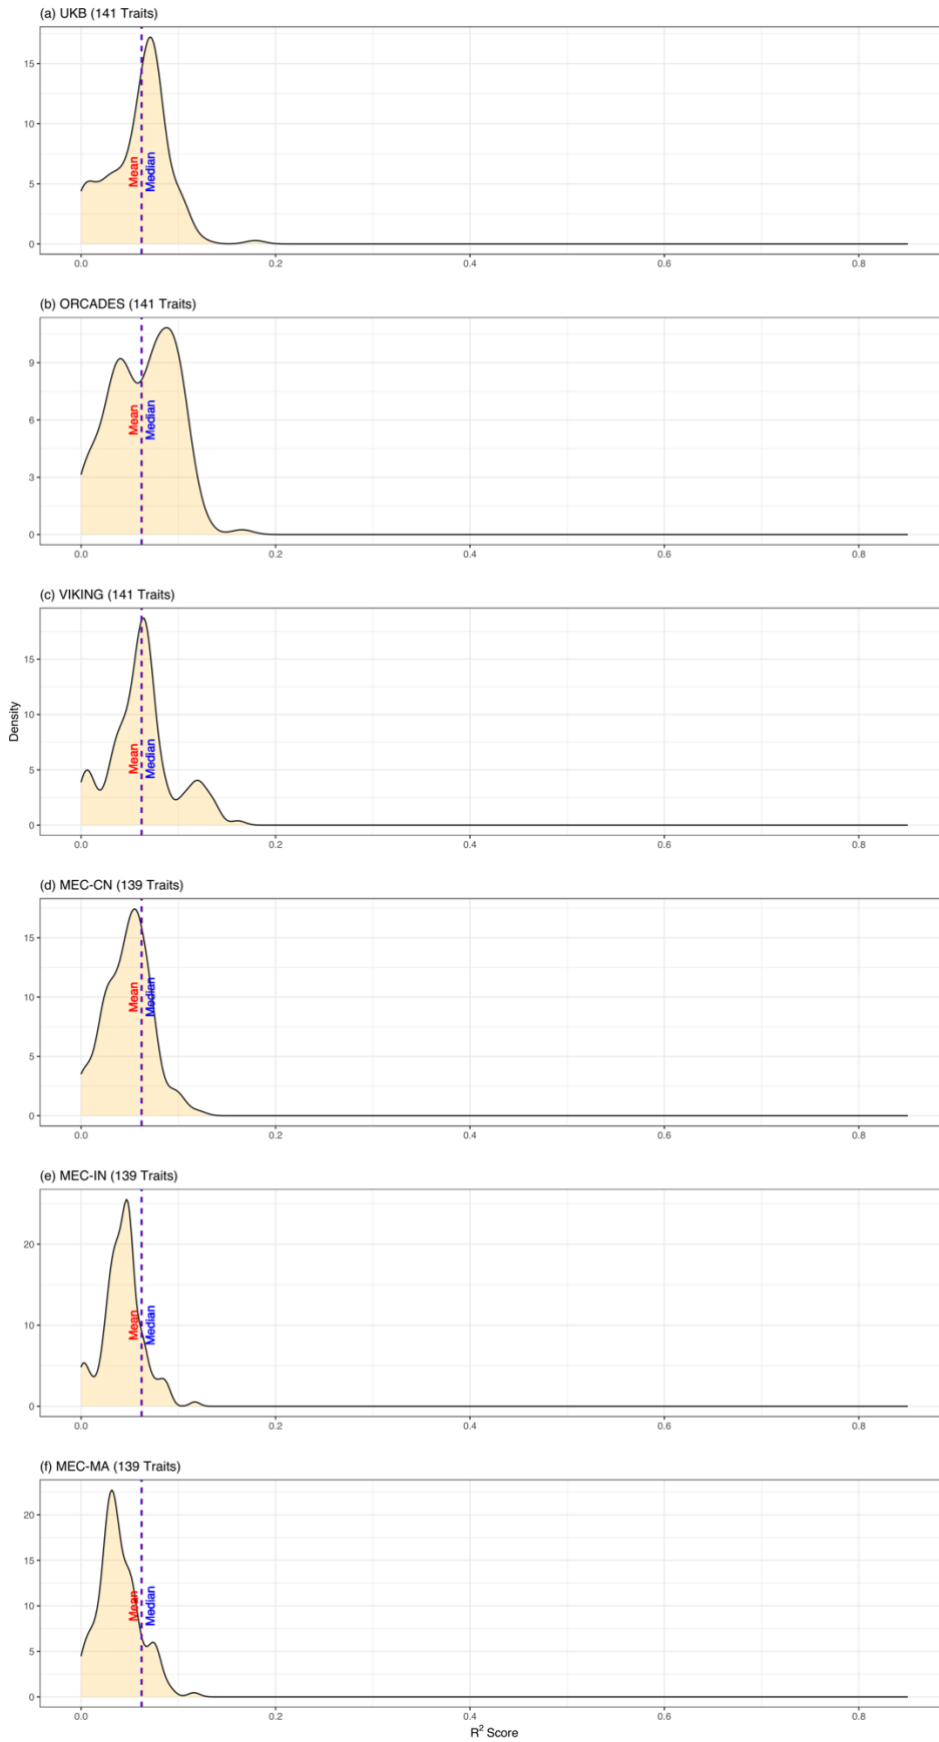 (a) UKB (141 Traits)
15
10
5
0
Mean
Median
0.0 0.2 0.4 0.6 0.8
(b) ORCADES (141 Traits)
9
6
3
0
Mean
Median
0.0 0.2 0.4 0.6 0.8
(c) VIKING (141 Traits)
15
10
5
0
Mean
Median
0.0 0.2 0.4 0.6 0.8
Density
(d) MEC-CN (139 Traits)
15
10
5
0
Mean
Median
0.0 0.2 0.4 0.6 0.8
(e) MEC-IN (139 Traits)
20
10
0
Mean
Median
0.0 0.2 0.4 0.6 0.8
(f) MEC-MA (139 Traits)
20
15
10
5
0
Mean
Median
0.0 0.2 0.4 0.6 0.8
R² Score